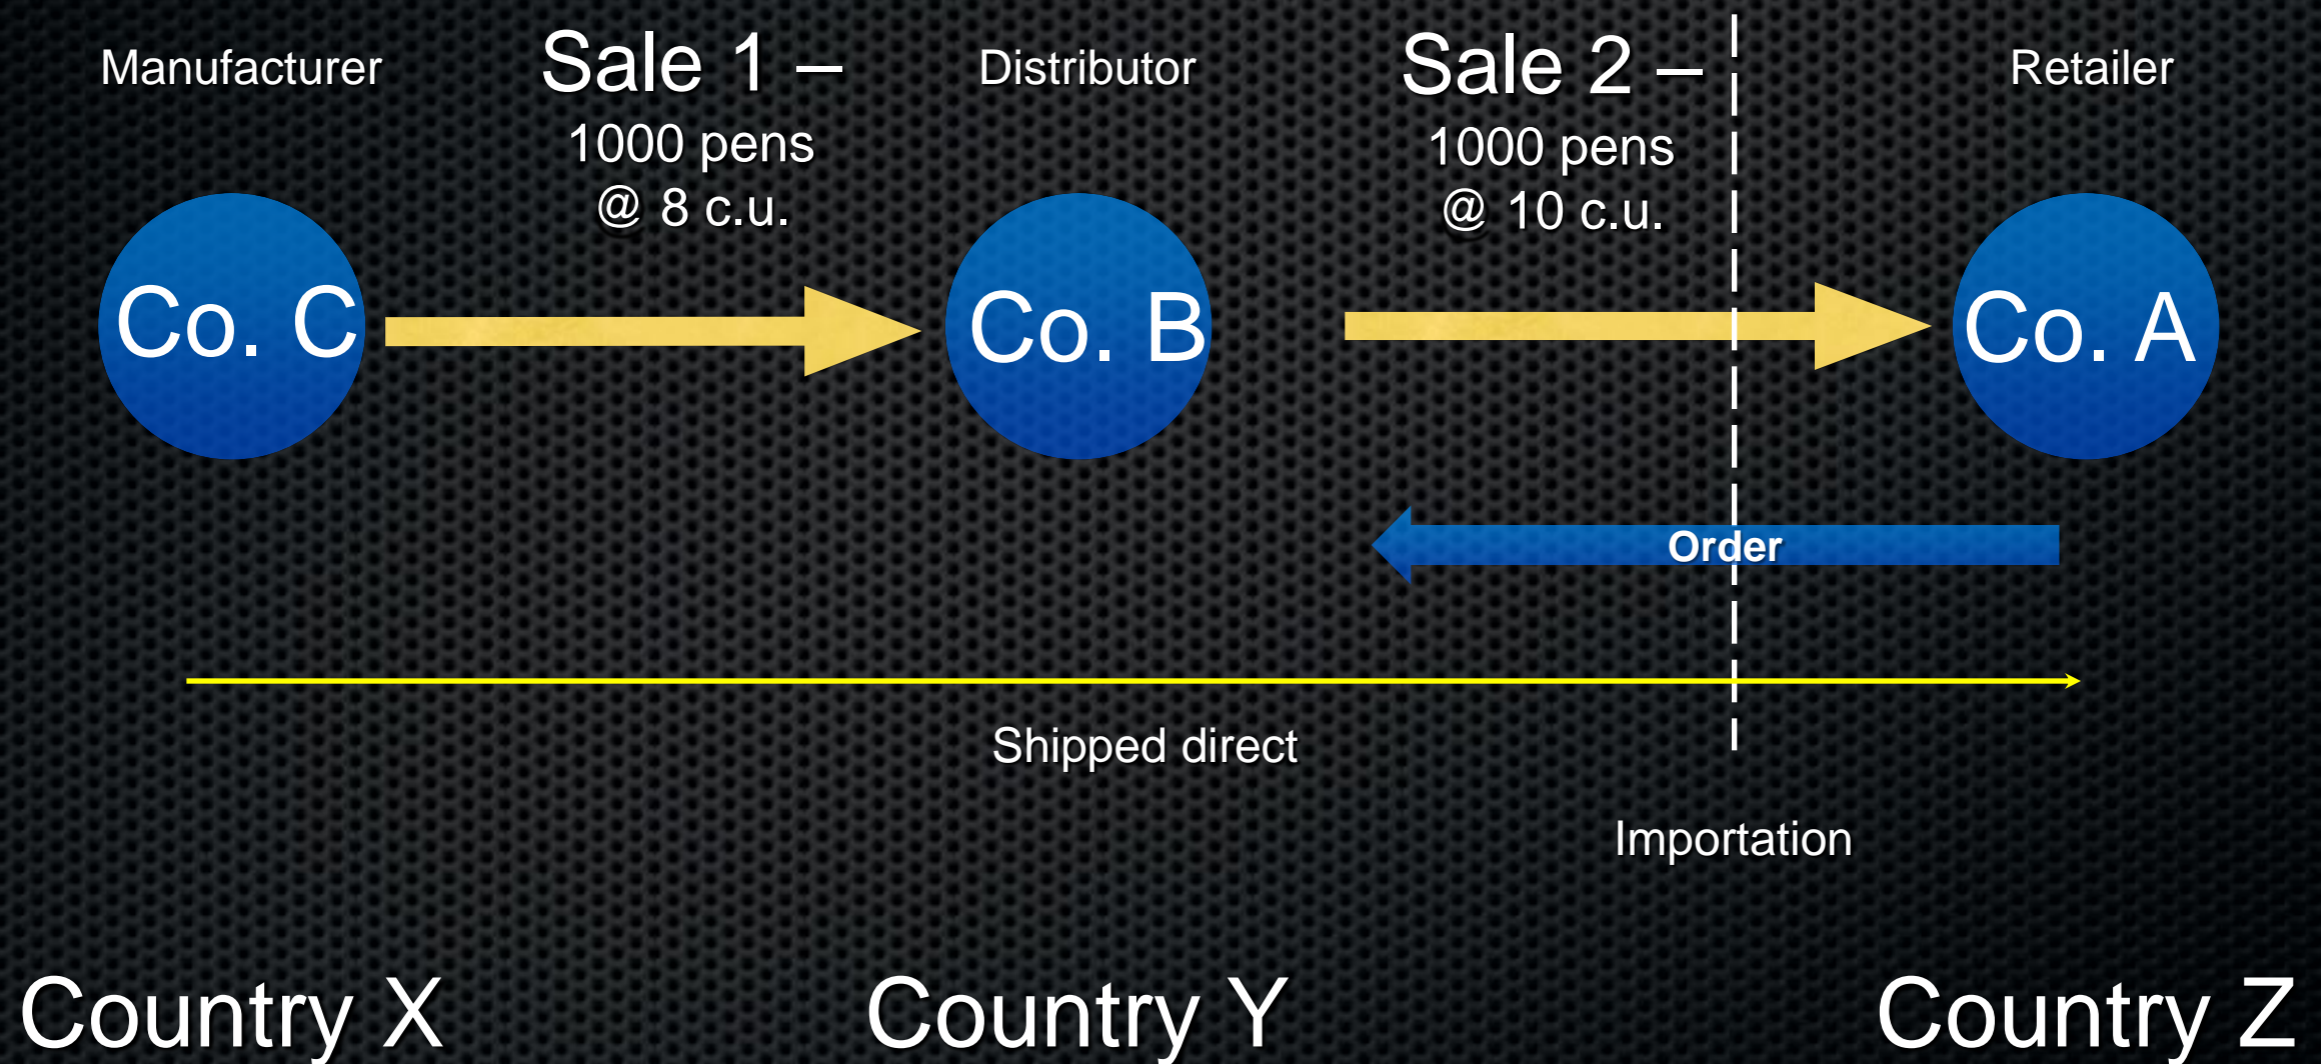 Manufacturer
Sale 1 –
1000 pens
@ 8 c.u.
Distributor
Sale 2 –
1000 pens
@ 10 c.u.
Retailer
Co. C
Co. B
Co. A
Order
Shipped direct
Importation
Country X
Country Y
Country Z